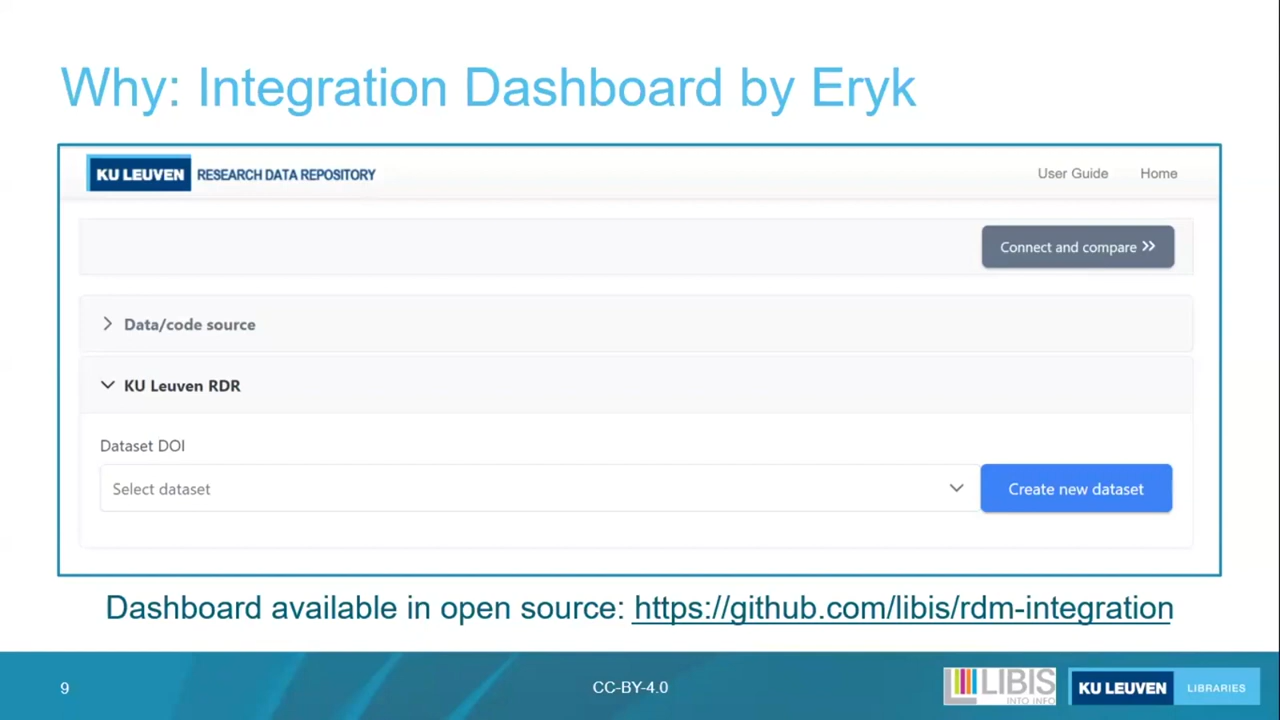 Why: Integration Dashboard by Eryk
KU LEUVEN RESEARCH DATA REPOSITORY
User Guide Home
Connect and compare »
Data/code source
KU Leuven RDR
Dataset DOI
Select dataset
Create new dataset
Dashboard available in open source: https://github.com/libis/rdm-integration
9
CC-BY-4.0
LIBIS
INTO INFO
KU LEUVEN LIBRARIES